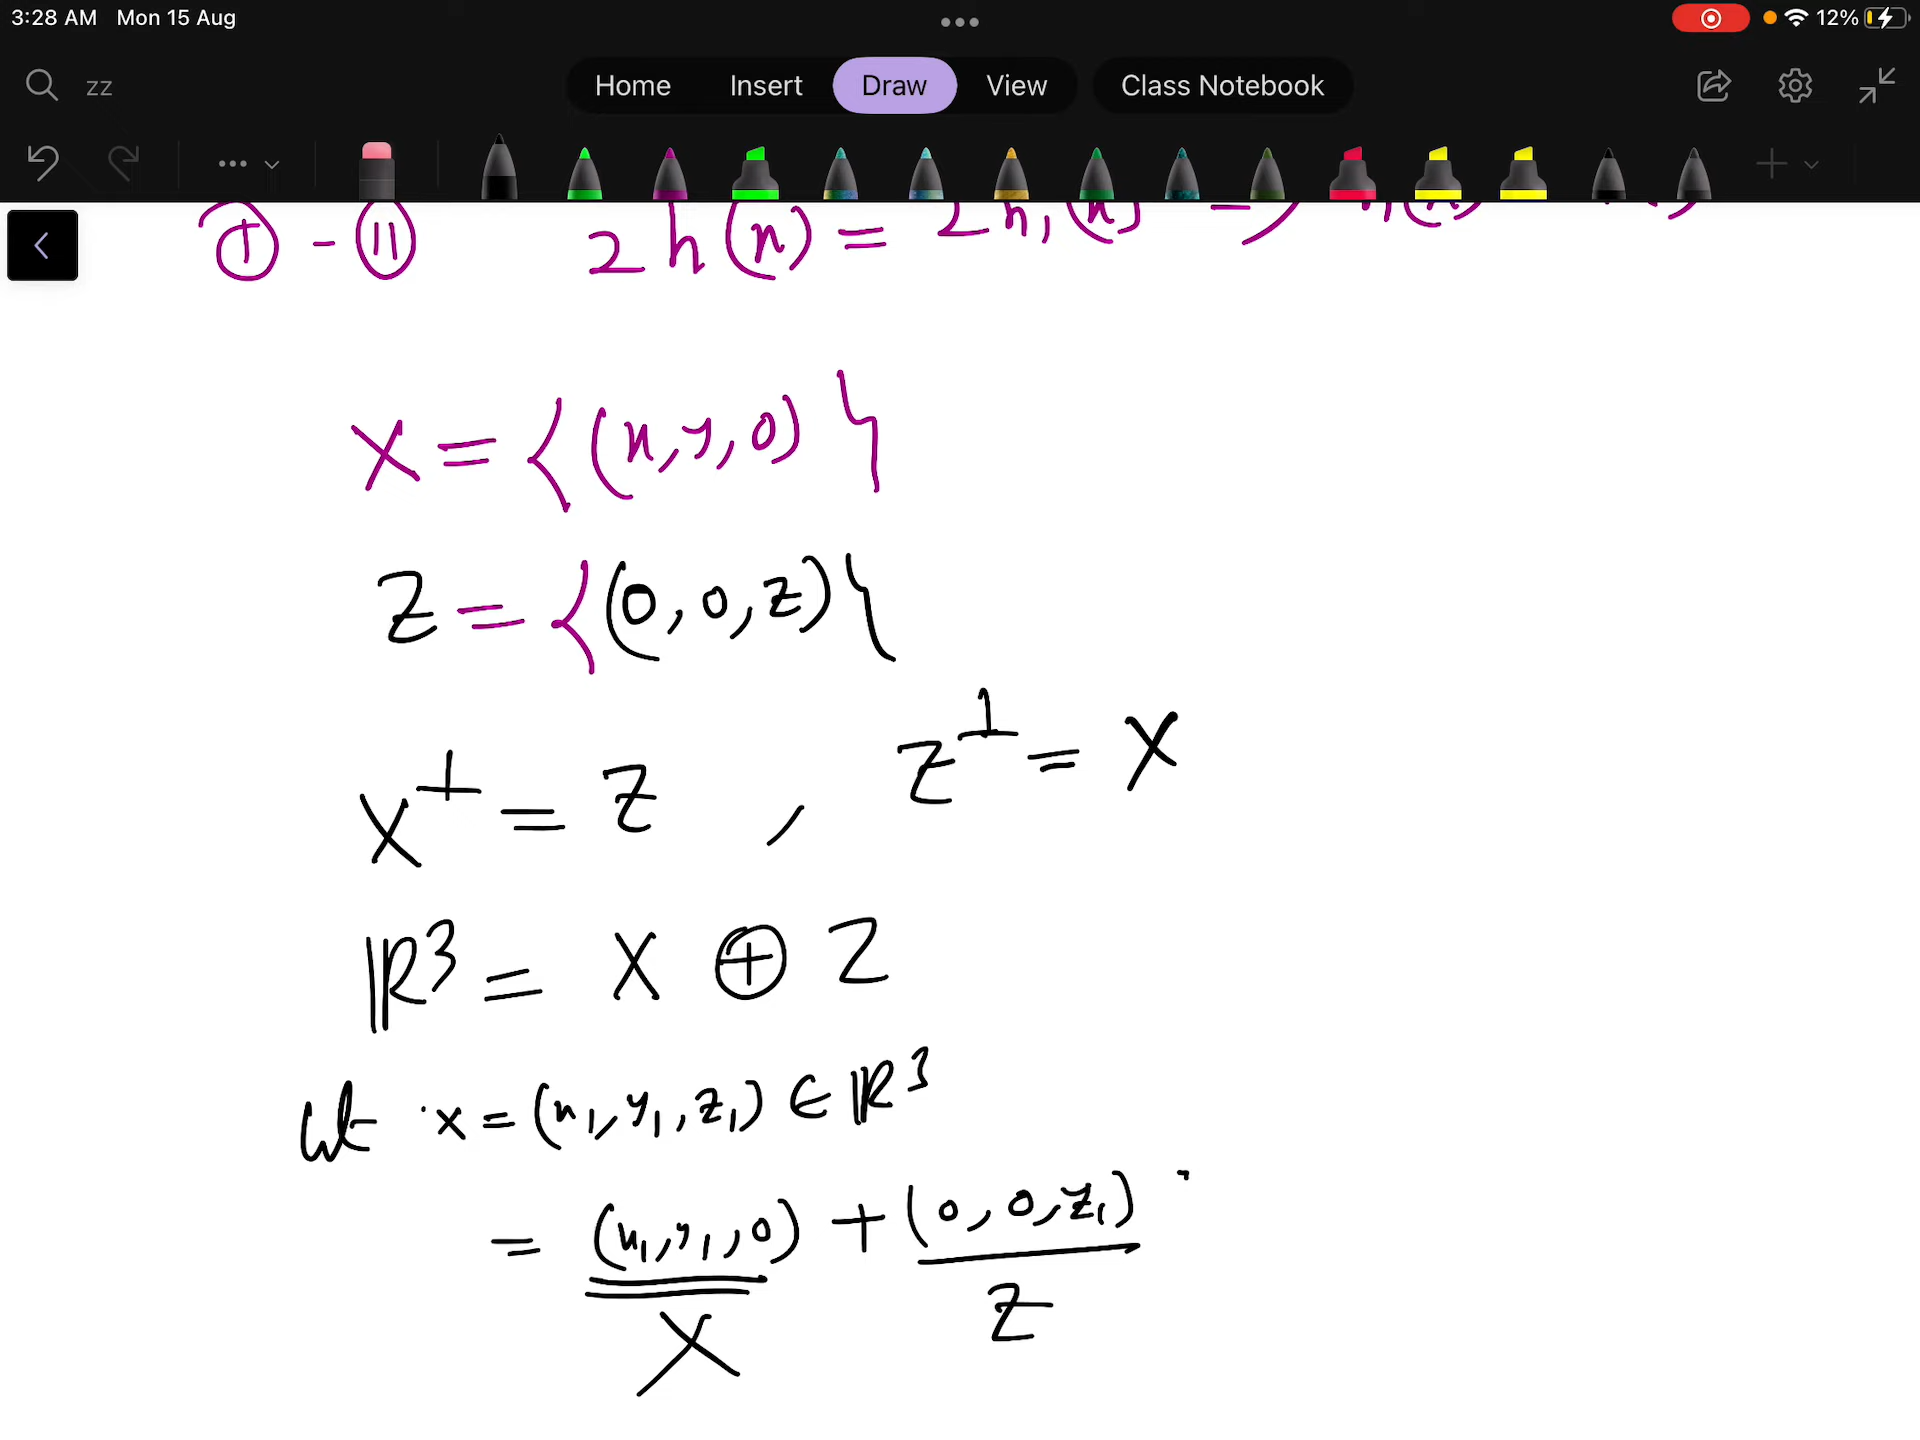 3:28 AM Mon 15 Aug 12%
zz Home Insert Draw View Class Notebook
Ⓘ - ⓘⓘ 2h(x) = 2h₁(x) ⇒
X = {(x, y, 0)}
Z = {(0, 0, z)}
X^⊥ = Z , Z^⊥ = X
ℝ³ = X ⊕ Z
let x = (x₁, y₁, z₁) ∈ ℝ³
= (x₁, y₁, 0) + (0, 0, z₁)
X Z